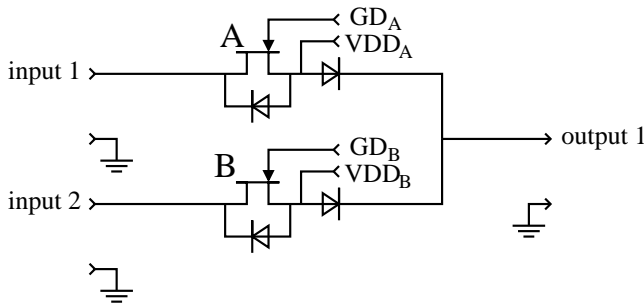 GD_A
A
VDD_A
input 1
output 1
GD_B
B
VDD_B
input 2